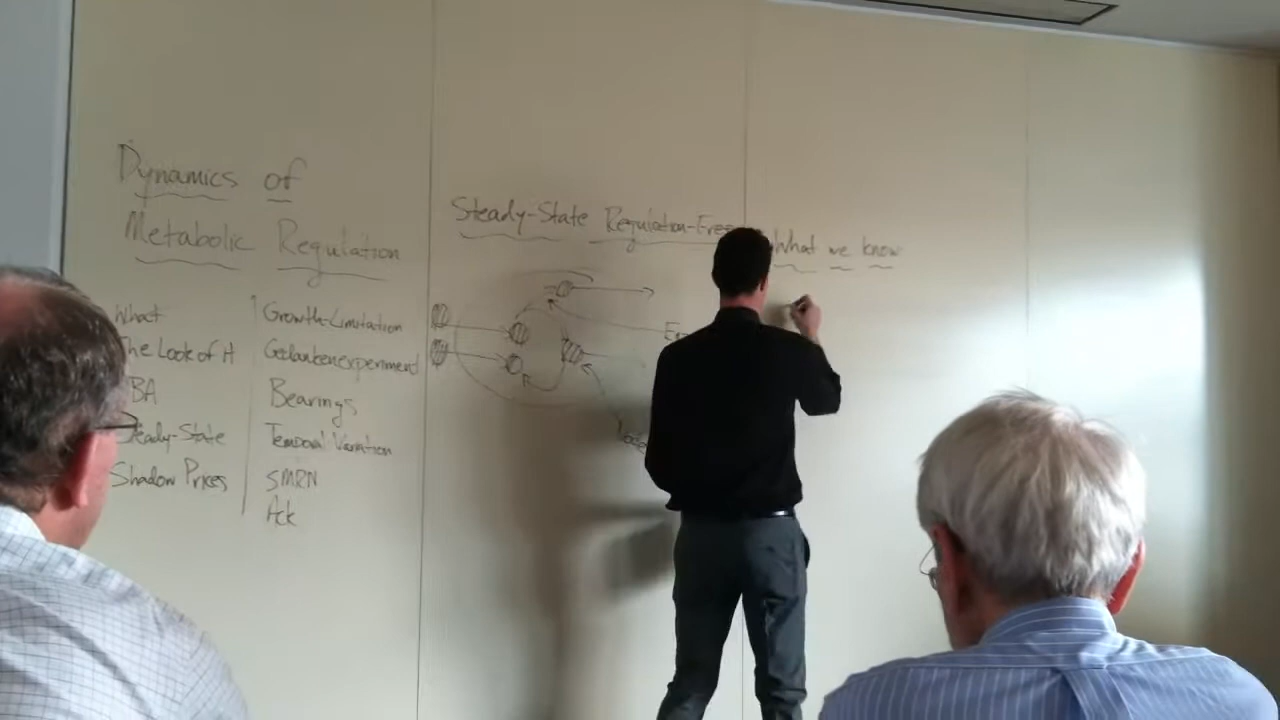 Dynamics of
Metabolic Regulation
What
The Look of H
BA
Steady-State
Shadow Prices
Growth-Limitation
Gedankenexperiment
Bearings
Temporal Variation
SMRN
Ack
Steady-State Regulation-Free
What we know